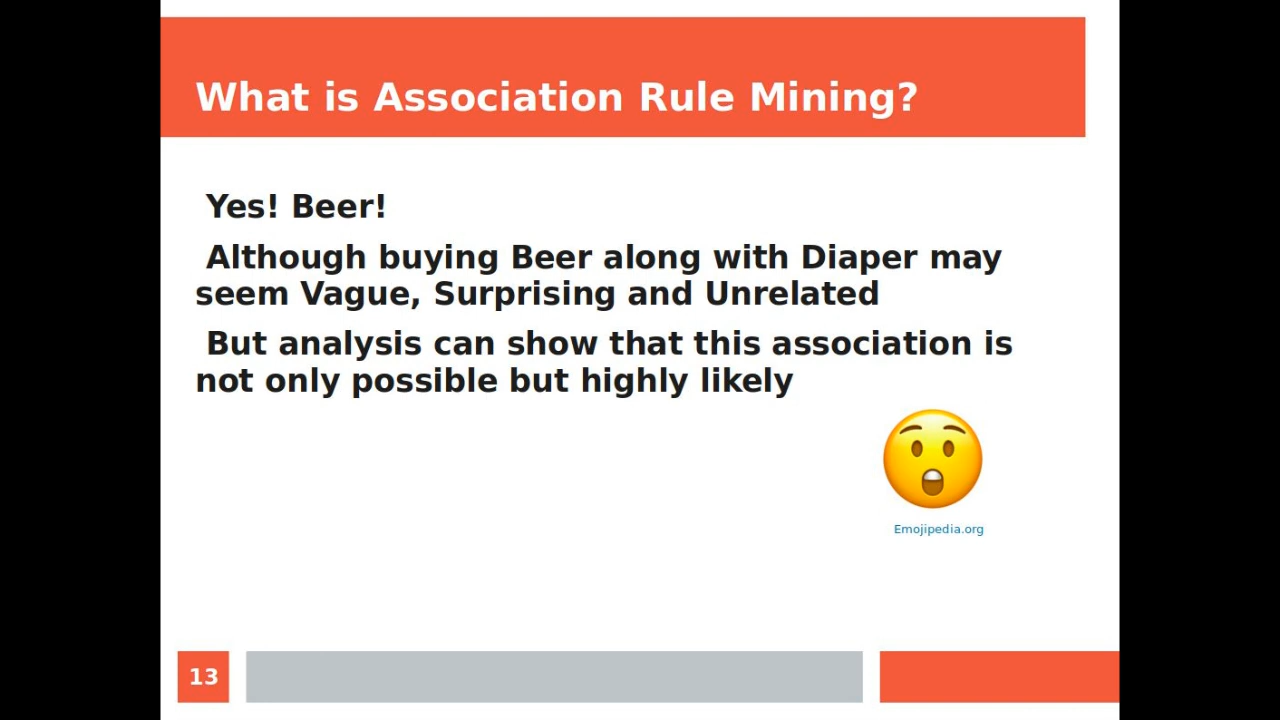 What is Association Rule Mining?
Yes! Beer!
Although buying Beer along with Diaper may
seem Vague, Surprising and Unrelated
But analysis can show that this association is
not only possible but highly likely
Emojipedia.org
13